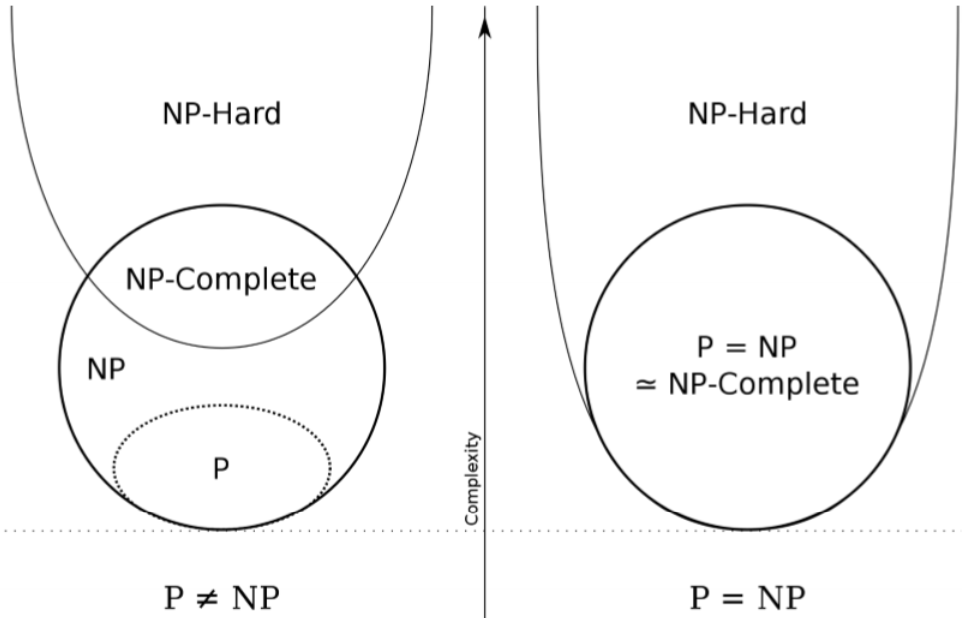 NP-Hard
NP-Complete
NP
P
P ≠ NP
Complexity
NP-Hard
P = NP
≃ NP-Complete
P = NP